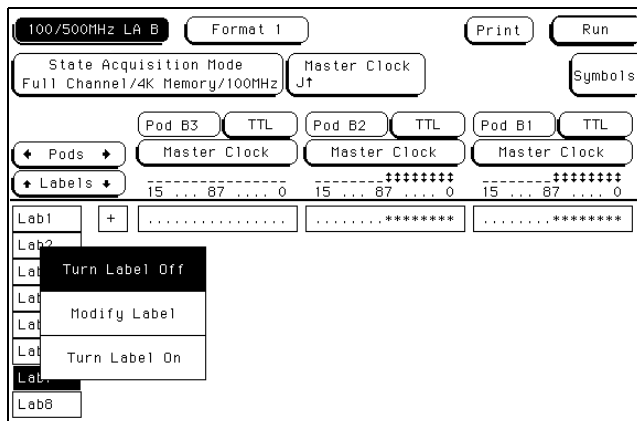 100/500MHz LA B Format 1 Print Run
State Acquisition Mode Master Clock
Full Channel/4K Memory/100MHz J↑ Symbols
Pod B3 TTL Pod B2 TTL Pod B1 TTL
← Pods → Master Clock Master Clock Master Clock
↑ Labels ↓ 15 ... 87 ... 0 15 ... 87 ... 0 15 ... 87 ... 0
Lab1 + ................ ........******** ........********
Lab2
Turn Label Off
Modify Label
Turn Label On
Lab8